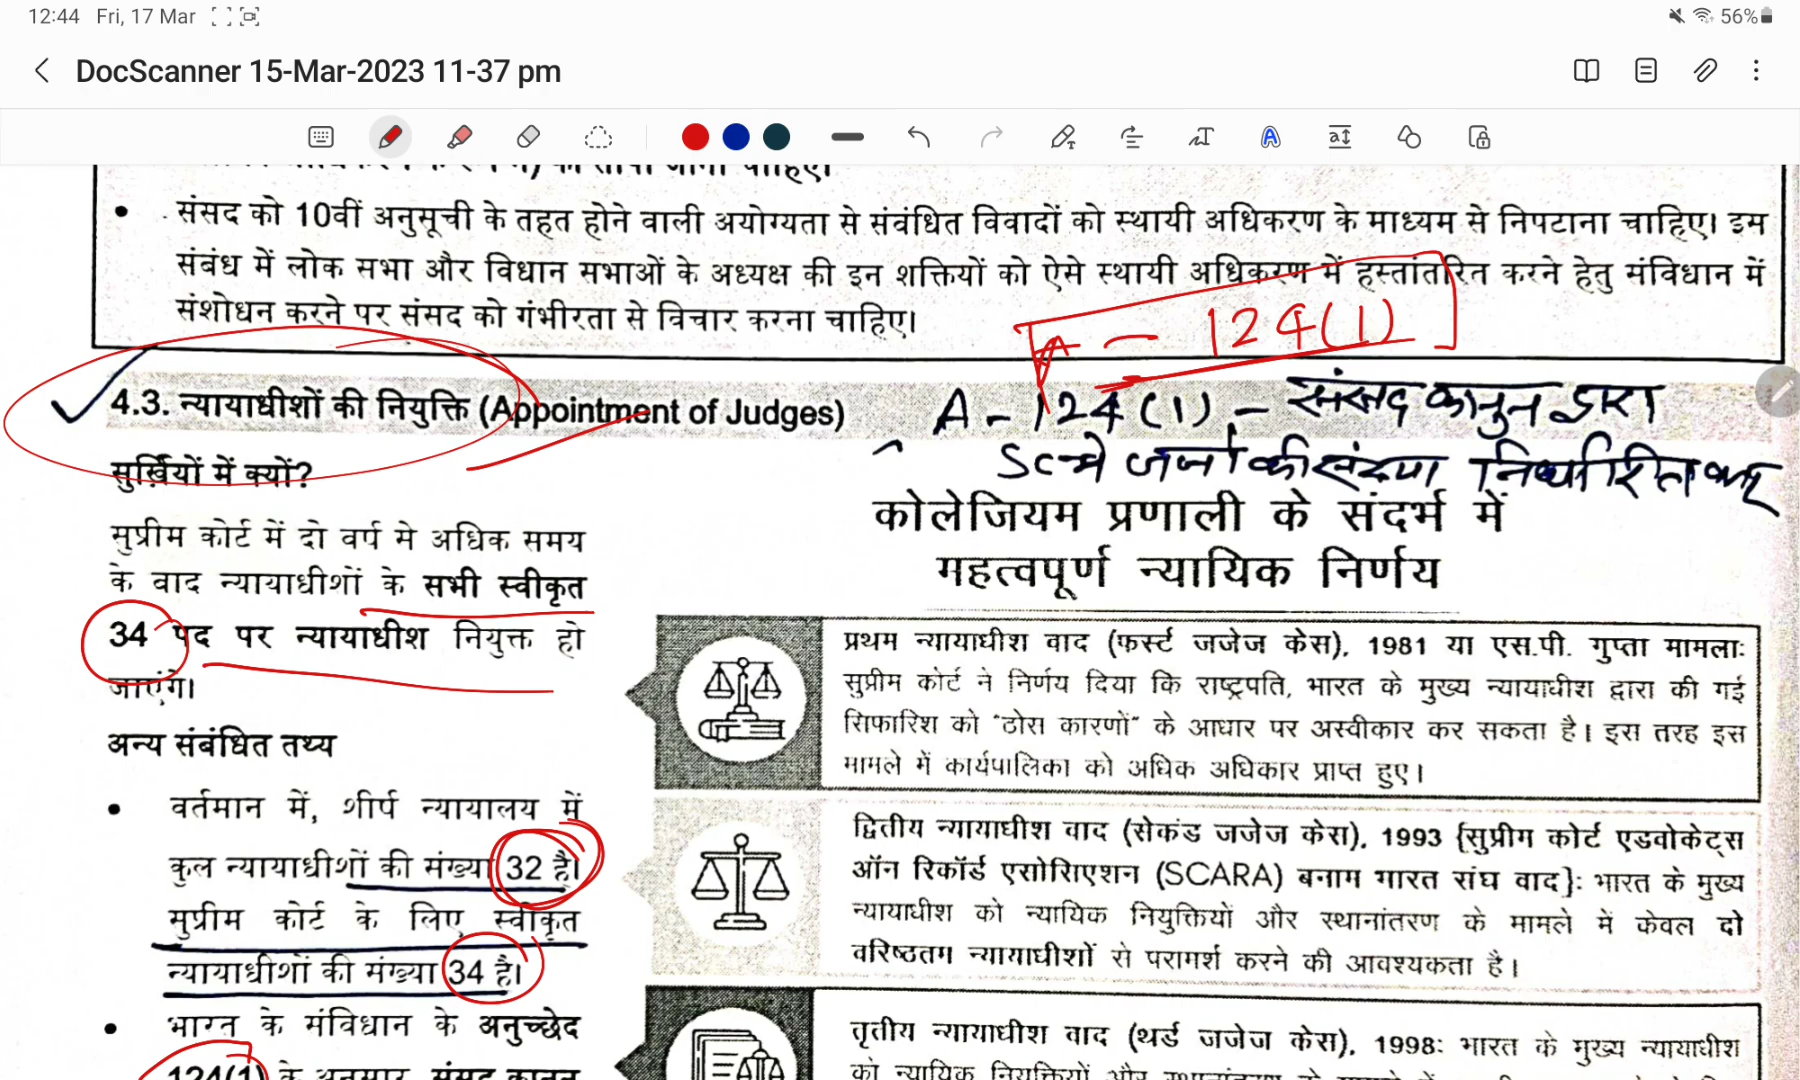 12:44 Fri, 17 Mar
56%
DocScanner 15-Mar-2023 11-37 pm
संसद को 10वीं अनुसूची के तहत होने वाली अयोग्यता से संबंधित विवादों को स्थायी अधिकरण के माध्यम से निपटाना चाहिए। इस
संबंध में लोक सभा और विधान सभाओं के अध्यक्ष की इन शक्तियों को ऐसे स्थायी अधिकरण में हस्तांतरित करने हेतु संविधान में
संशोधन करने पर संसद को गंभीरता से विचार करना चाहिए।
A - 124(1)
4.3. न्यायाधीशों की नियुक्ति (Appointment of Judges)
A - 124 (1) - संसद कानून द्वारा
SC में जजों की संख्या निर्धारित
सुर्ख़ियों में क्यों?
सुप्रीम कोर्ट में दो वर्ष से अधिक समय
के बाद न्यायाधीशों के सभी स्वीकृत
34 पद पर न्यायाधीश नियुक्त हो
जाएंगे।
अन्य संबंधित तथ्य
• वर्तमान में, शीर्ष न्यायालय में
कुल न्यायाधीशों की संख्या 32 है।
सुप्रीम कोर्ट के लिए स्वीकृत
न्यायाधीशों की संख्या 34 है।
• भारत के संविधान के अनुच्छेद
124(1) के अनुसार, संसद कानून
कोलेजियम प्रणाली के संदर्भ में
महत्वपूर्ण न्यायिक निर्णय
प्रथम न्यायाधीश वाद (फर्स्ट जजेज केस), 1981 या एस.पी. गुप्ता मामला:
सुप्रीम कोर्ट ने निर्णय दिया कि राष्ट्रपति, भारत के मुख्य न्यायाधीश द्वारा की गई
सिफारिश को "ठोस कारणों" के आधार पर अस्वीकार कर सकता है। इस तरह इस
मामले में कार्यपालिका को अधिक अधिकार प्राप्त हुए।
द्वितीय न्यायाधीश वाद (सेकंड जजेज केस), 1993 {सुप्रीम कोर्ट एडवोकेट्स
ऑन रिकॉर्ड एसोसिएशन (SCARA) बनाम भारत संघ वाद}: भारत के मुख्य
न्यायाधीश को न्यायिक नियुक्तियों और स्थानांतरण के मामले में केवल दो
वरिष्ठतम न्यायाधीशों से परामर्श करने की आवश्यकता है।
तृतीय न्यायाधीश वाद (थर्ड जजेज केस), 1998: भारत के मुख्य न्यायाधीश
को न्यायिक नियुक्तियों और स्थानांतरण